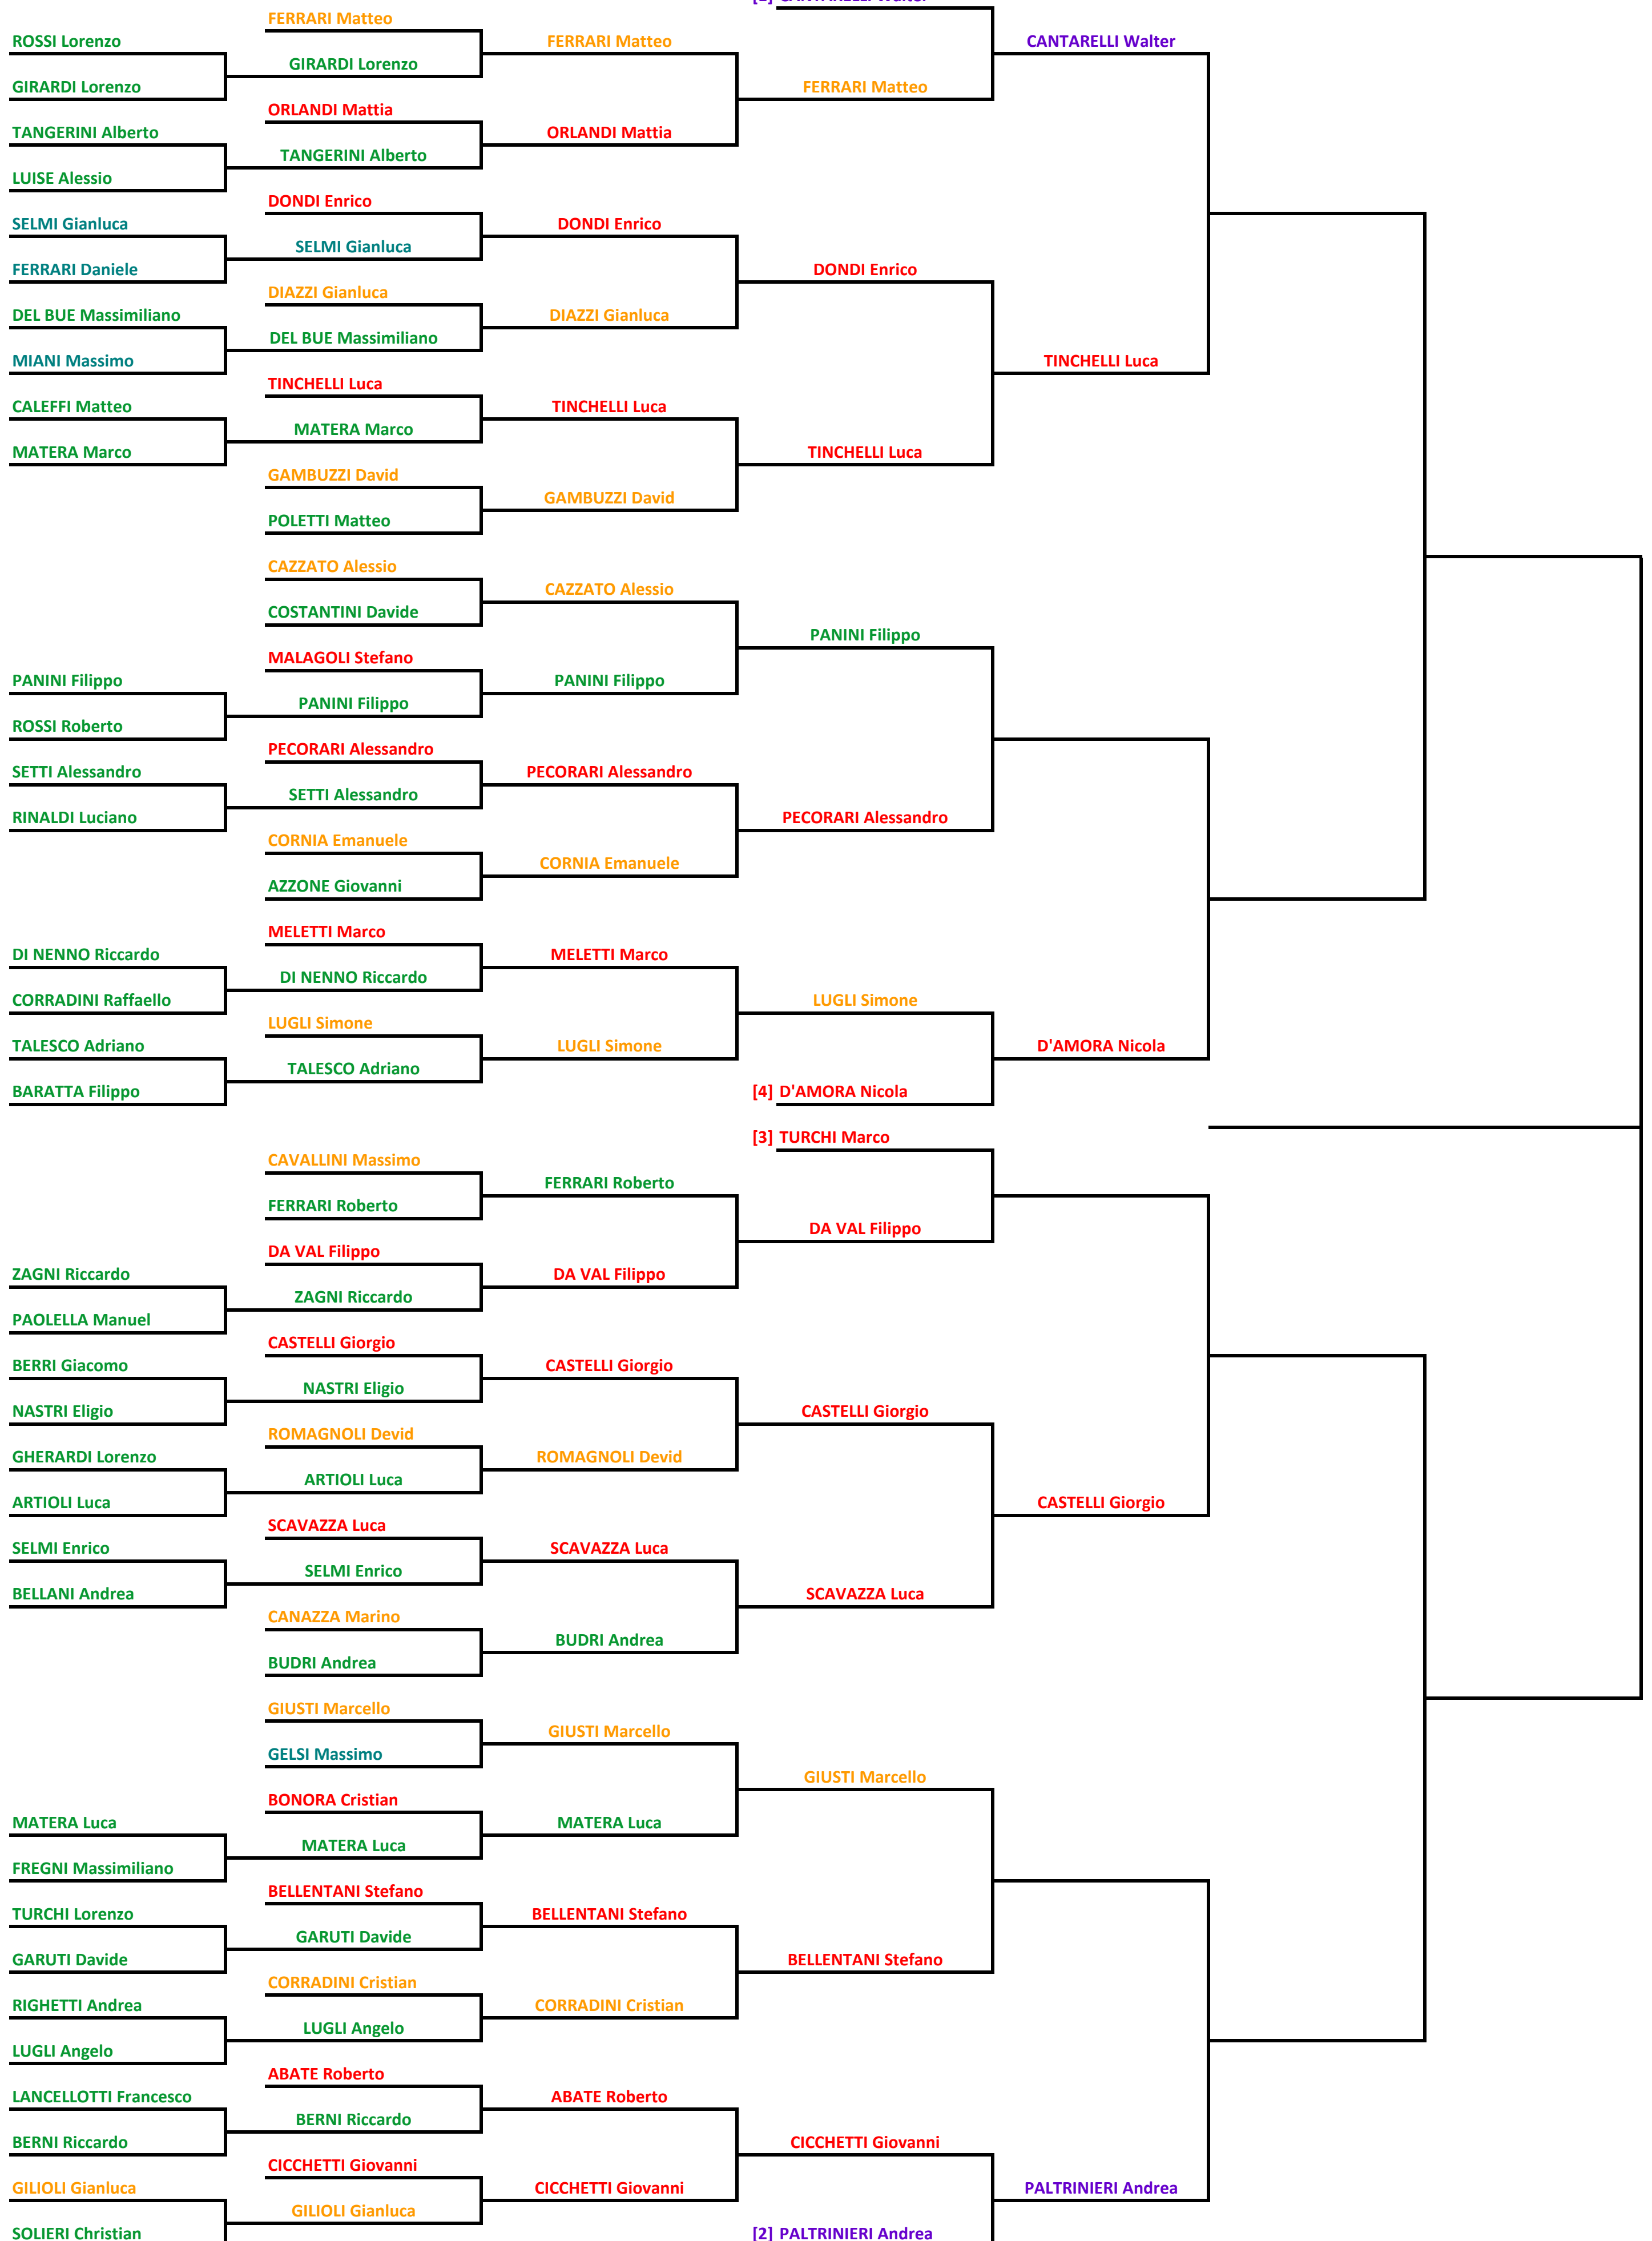 [1] CANTARELLI Walter
FERRARI Matteo
ROSSI Lorenzo
FERRARI Matteo
CANTARELLI Walter
GIRARDI Lorenzo
GIRARDI Lorenzo
FERRARI Matteo
ORLANDI Mattia
TANGERINI Alberto
ORLANDI Mattia
TANGERINI Alberto
LUISE Alessio
DONDI Enrico
SELMI Gianluca
DONDI Enrico
SELMI Gianluca
FERRARI Daniele
DONDI Enrico
DIAZZI Gianluca
DEL BUE Massimiliano
DIAZZI Gianluca
DEL BUE Massimiliano
MIANI Massimo
TINCHELLI Luca
TINCHELLI Luca
CALEFFI Matteo
TINCHELLI Luca
MATERA Marco
MATERA Marco
TINCHELLI Luca
GAMBUZZI David
GAMBUZZI David
POLETTI Matteo
CAZZATO Alessio
CAZZATO Alessio
COSTANTINI Davide
PANINI Filippo
MALAGOLI Stefano
PANINI Filippo
PANINI Filippo
PANINI Filippo
ROSSI Roberto
PECORARI Alessandro
SETTI Alessandro
PECORARI Alessandro
SETTI Alessandro
RINALDI Luciano
PECORARI Alessandro
CORNIA Emanuele
CORNIA Emanuele
AZZONE Giovanni
MELETTI Marco
DI NENNO Riccardo
MELETTI Marco
DI NENNO Riccardo
CORRADINI Raffaello
LUGLI Simone
LUGLI Simone
TALESCO Adriano
LUGLI Simone
D'AMORA Nicola
TALESCO Adriano
BARATTA Filippo
[4] D'AMORA Nicola
[3] TURCHI Marco
CAVALLINI Massimo
FERRARI Roberto
FERRARI Roberto
DA VAL Filippo
DA VAL Filippo
ZAGNI Riccardo
DA VAL Filippo
ZAGNI Riccardo
PAOLELLA Manuel
CASTELLI Giorgio
BERRI Giacomo
CASTELLI Giorgio
NASTRI Eligio
NASTRI Eligio
CASTELLI Giorgio
ROMAGNOLI Devid
GHERARDI Lorenzo
ROMAGNOLI Devid
ARTIOLI Luca
ARTIOLI Luca
CASTELLI Giorgio
SCAVAZZA Luca
SELMI Enrico
SCAVAZZA Luca
SELMI Enrico
BELLANI Andrea
SCAVAZZA Luca
CANAZZA Marino
BUDRI Andrea
BUDRI Andrea
GIUSTI Marcello
GIUSTI Marcello
GELSI Massimo
GIUSTI Marcello
BONORA Cristian
MATERA Luca
MATERA Luca
MATERA Luca
FREGNI Massimiliano
BELLENTANI Stefano
TURCHI Lorenzo
BELLENTANI Stefano
GARUTI Davide
GARUTI Davide
BELLENTANI Stefano
CORRADINI Cristian
RIGHETTI Andrea
CORRADINI Cristian
LUGLI Angelo
LUGLI Angelo
ABATE Roberto
LANCELLOTTI Francesco
ABATE Roberto
BERNI Riccardo
BERNI Riccardo
CICCHETTI Giovanni
CICCHETTI Giovanni
GILIOLI Gianluca
CICCHETTI Giovanni
PALTRINIERI Andrea
GILIOLI Gianluca
SOLIERI Christian
[2] PALTRINIERI Andrea